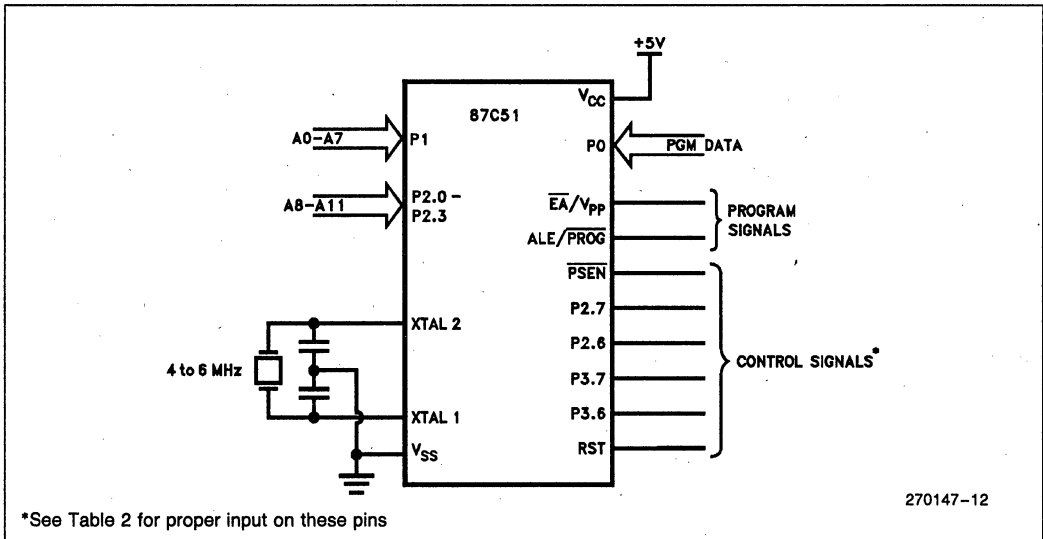 +5V
87C51
VCC
A0-A7
P1
P0
PGM DATA
A8-A11
P2.0-
P2.3
EA/VPP
ALE/PROG
PROGRAM
SIGNALS
PSEN
P2.7
P2.6
P3.7
P3.6
RST
CONTROL SIGNALS*
4 to 6 MHz
XTAL 2
XTAL 1
VSS
270147-12
*See Table 2 for proper input on these pins